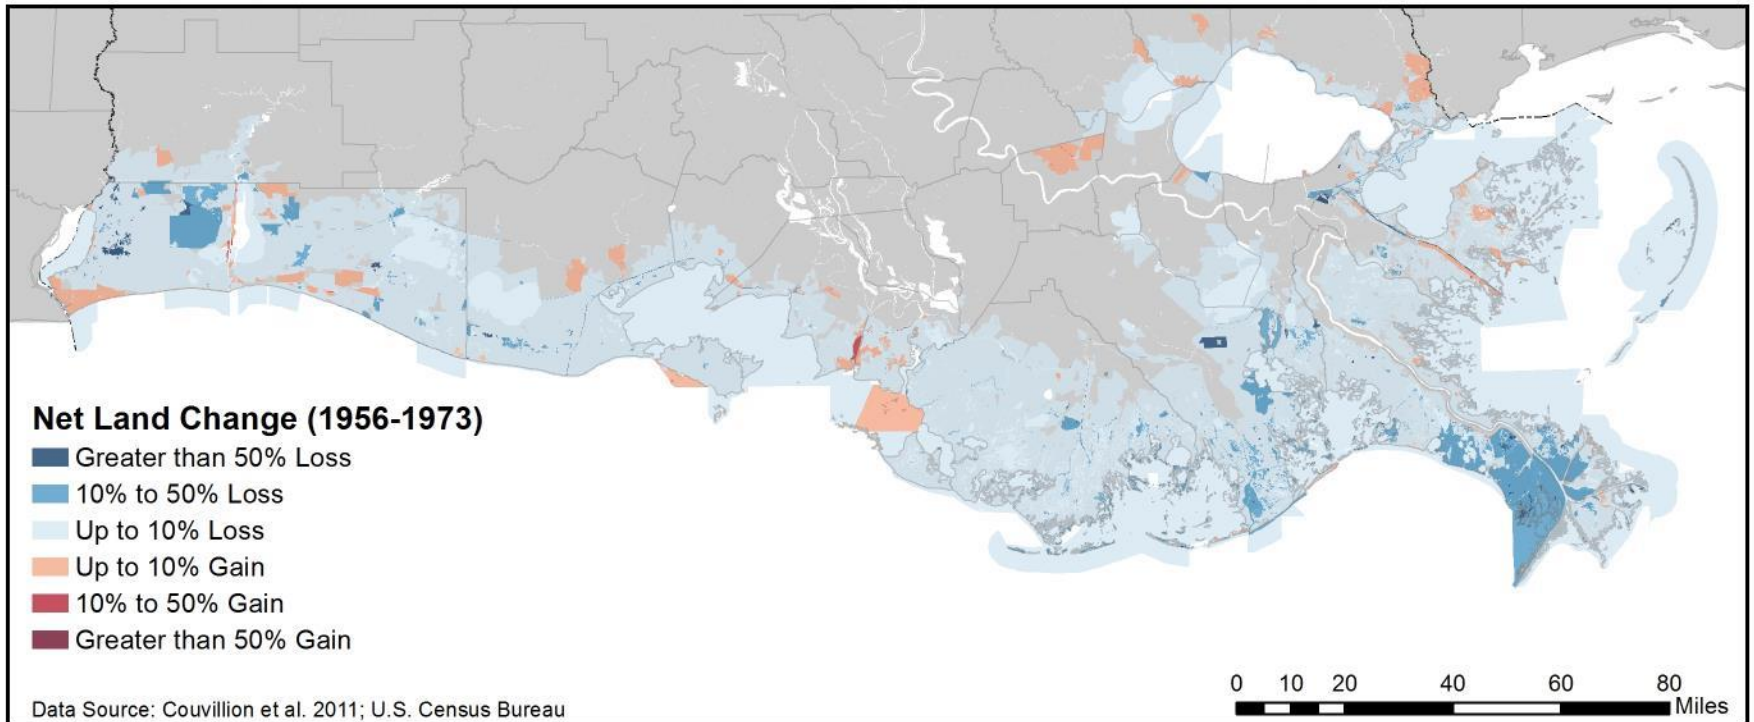 Net Land Change (1956-1973)
Greater than 50% Loss
10% to 50% Loss
Up to 10% Loss
Up to 10% Gain
10% to 50% Gain
Greater than 50% Gain
Data Source: Couvillion et al. 2011; U.S. Census Bureau
0 10 20 40 60 80
Miles